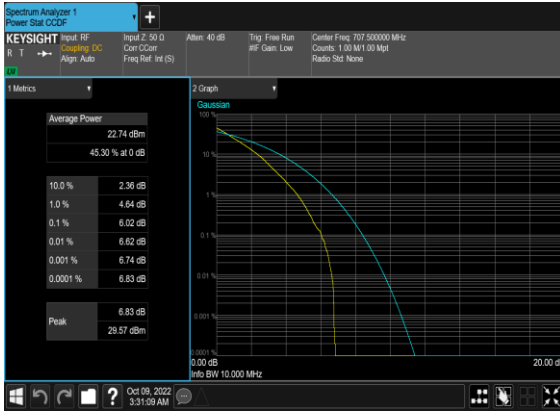 Spectrum Analyzer 1
Power Stat CCDF
KEYSIGHT
R T
LXI
Input: RF
Coupling: DC
Align: Auto
Input Z: 50 Ω
Corr CCorr
Freq Ref: Int (S)
Atten: 40 dB
Trig: Free Run
#IF Gain: Low
Center Freq: 707.500000 MHz
Counts: 1.00 M/1.00 Mpt
Radio Std: None
1 Metrics
Average Power
22.74 dBm
45.30 % at 0 dB
10.0 % 2.36 dB
1.0 % 4.64 dB
0.1 % 6.02 dB
0.01 % 6.62 dB
0.001 % 6.74 dB
0.0001 % 6.83 dB
Peak
6.83 dB
29.57 dBm
2 Graph
Gaussian
100 %
10 %
1 %
0.1 %
0.01 %
0.001 %
0.0001 %
0.00 dB
20.00 d
Info BW 10.000 MHz
?
Oct 09, 2022
3:31:09 AM